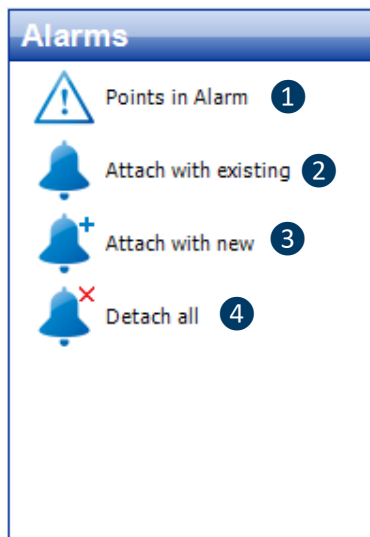 Alarms
Points in Alarm 1
Attach with existing 2
Attach with new 3
Detach all 4